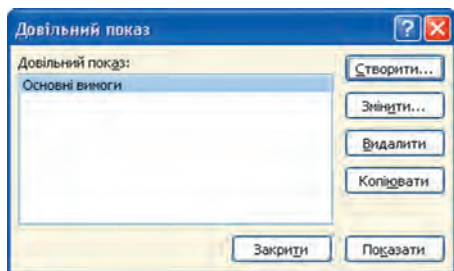 Довільний показ
Довільний показ:
Основні вимоги
Створити...
Змінити...
Видалити
Копіювати
Закрити
Показати